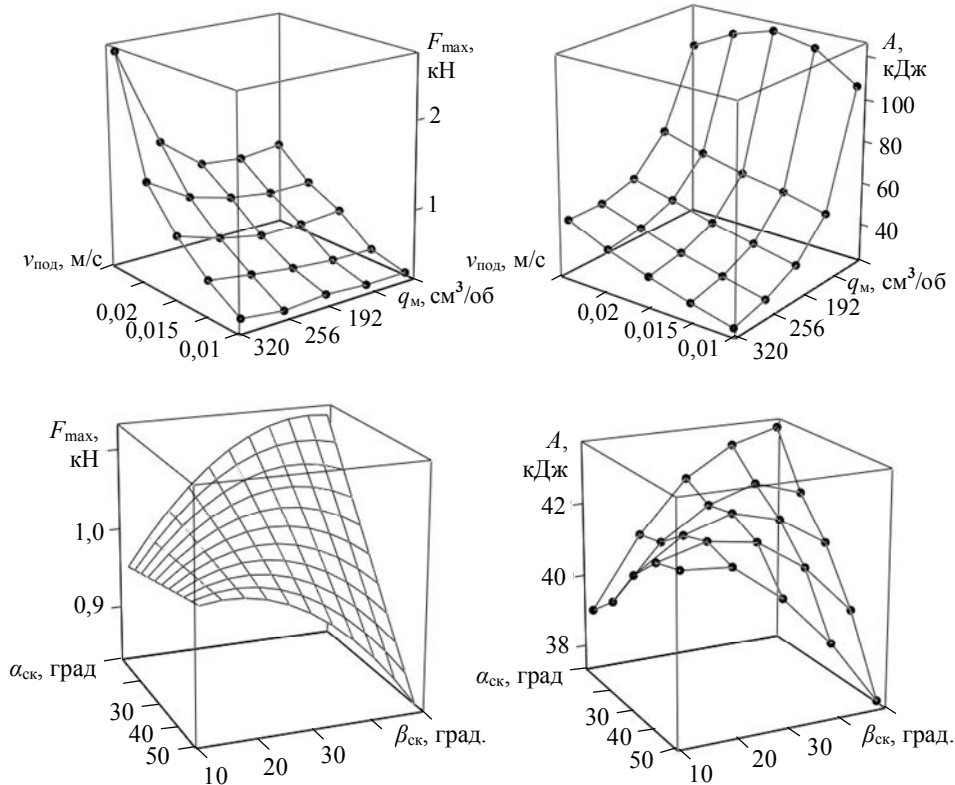 F_max,
кН
2
1
v_под, м/с
0,02
0,015
0,01
320
256
192
q_м, см³/об
A,
кДж
100
80
60
40
v_под, м/с
0,02
0,015
0,01
320
256
192
q_м, см³/об
F_max,
кН
1,0
0,9
α_ск, град
30
40
50
10
20
30
β_ск, град.
A,
кДж
42
40
38
α_ск, град
30
40
50
10
20
30
β_ск, град.